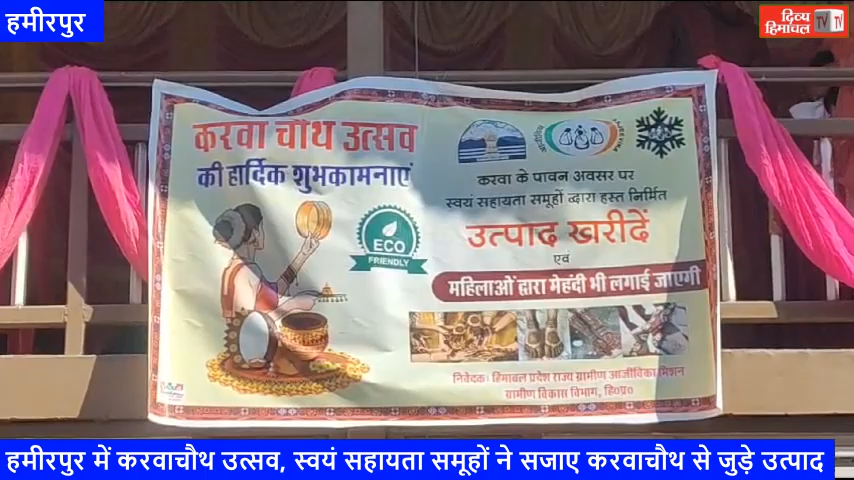 हमीरपुर
दिव्य
हिमाचल TV
करवा चौथ उत्सव
की हार्दिक शुभकामनाएं
ECO
FRIENDLY
करवा के पावन अवसर पर
स्वयं सहायता समूहों द्वारा हस्त निर्मित
उत्पाद खरीदें
एवं
महिलाओं द्वारा मेहंदी भी लगाई जाएगी
निवेदक: हिमाचल प्रदेश राज्य ग्रामीण आजीविका मिशन
ग्रामीण विकास विभाग, हि०प्र०
हमीरपुर में करवाचौथ उत्सव, स्वयं सहायता समूहों ने सजाए करवाचौथ से जुड़े उत्पाद